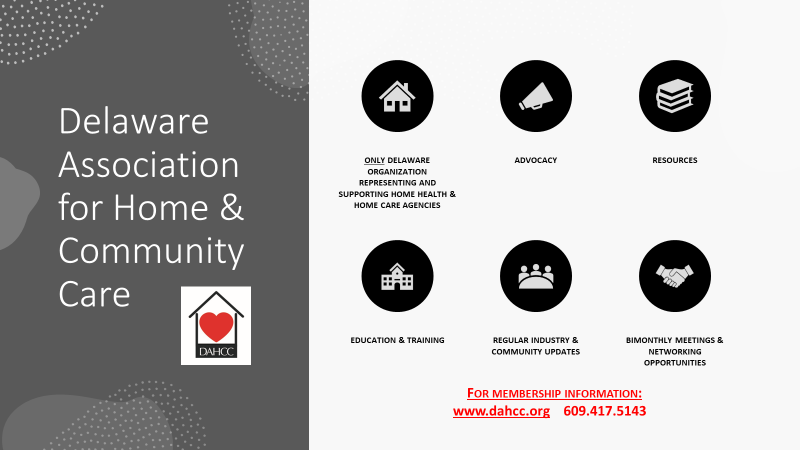 Delaware
Association
for Home &
Community
Care
DAHCC
ONLY DELAWARE
ORGANIZATION
REPRESENTING AND
SUPPORTING HOME HEALTH &
HOME CARE AGENCIES
ADVOCACY
RESOURCES
EDUCATION & TRAINING
REGULAR INDUSTRY &
COMMUNITY UPDATES
BIMONTHLY MEETINGS &
NETWORKING
OPPORTUNITIES
FOR MEMBERSHIP INFORMATION:
www.dahcc.org 609.417.5143